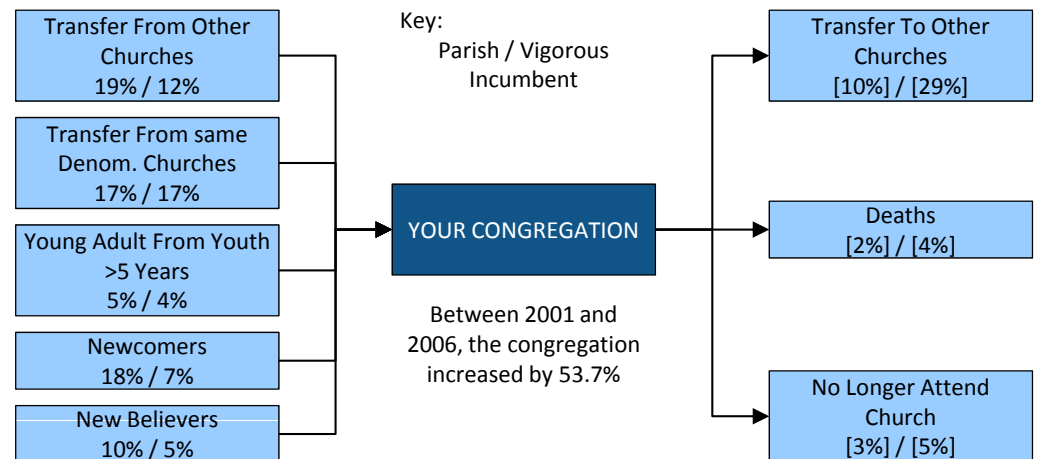 Transfer From Other
Churches
19% / 12%
Transfer From same
Denom. Churches
17% / 17%
Young Adult From Youth
>5 Years
5% / 4%
Newcomers
18% / 7%
New Believers
10% / 5%
Key:
Parish / Vigorous
Incumbent
YOUR CONGREGATION
Between 2001 and
2006, the congregation
increased by 53.7%
Transfer To Other
Churches
[10%] / [29%]
Deaths
[2%] / [4%]
No Longer Attend
Church
[3%] / [5%]